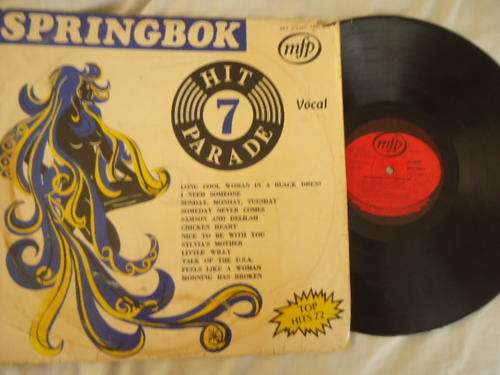 SPRINGBOK
mfp
HIT
7
PARADE
Vocal
LONG COOL WOMAN IN A BLACK DRESS
I NEED SOMEONE
SUNDAY, MONDAY, TUESDAY
SOMEDAY NEVER COMES
SAMSON AND DELILAH
CHICKEN HEART
NICE TO BE WITH YOU
SYLVIA'S MOTHER
LITTLE WILLY
TALK OF THE U.S.A.
FEELS LIKE A WOMAN
MORNING HAS BROKEN
TOP
HITS 72
mfp